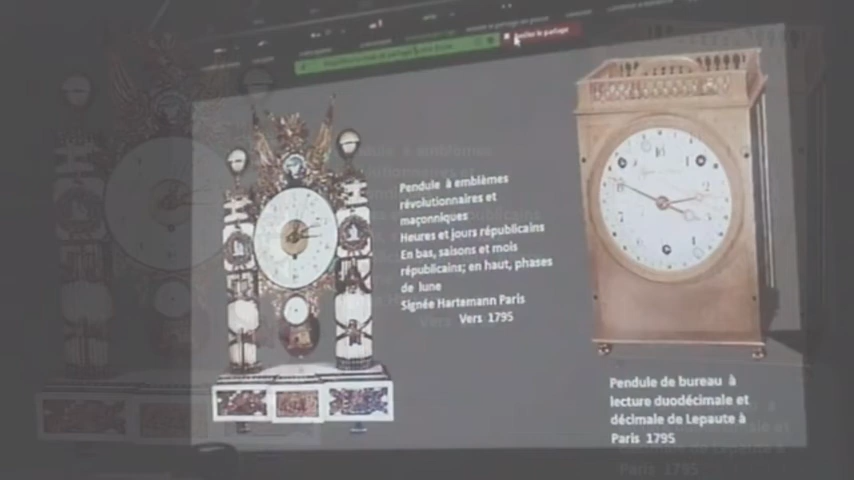 Pendule à emblèmes
révolutionnaires et
maçonniques
Heures et jours républicains
En bas, saisons et mois
républicains; en haut, phases
de lune
Signée Hartemann Paris
Vers 1795
Pendule de bureau à
lecture duodécimale et
décimale de Lepaute à
Paris 1795